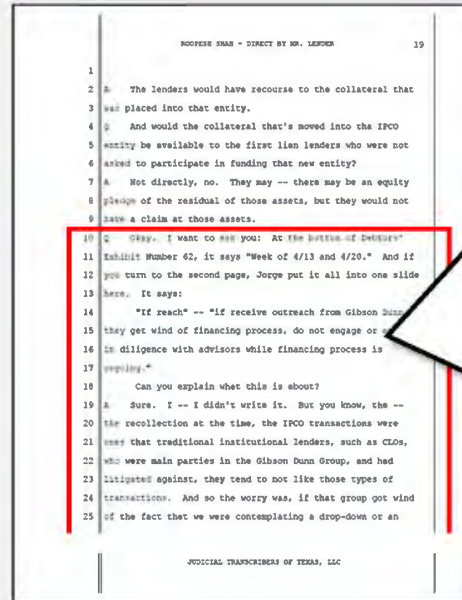 ROOPESH SHAH - DIRECT BY MR. LENDER 19
1
2 A The lenders would have recourse to the collateral that
3 was placed into that entity.
4 Q And would the collateral that's moved into the IPCO
5 entity be available to the first lien lenders who were not
6 asked to participate in funding that new entity?
7 A Not directly, no. They may -- there may be an equity
8 pledge of the residual of those assets, but they would not
9 have a claim at those assets.
10 Q Okay. I want to ask you: At the bottom of Debtors'
11 Exhibit Number 62, it says "Week of 4/13 and 4/20." And if
12 you turn to the second page, Jorge put it all into one slide
13 here. It says:
14 "If reach" -- "if receive outreach from Gibson Dunn
15 they get wind of financing process, do not engage or
16 in diligence with advisors while financing process is
17 ongoing."
18 Can you explain what this is about?
19 A Sure. I -- I didn't write it. But you know, the --
20 the recollection at the time, the IPCO transactions were
21 ones that traditional institutional lenders, such as CLOs,
22 who were main parties in the Gibson Dunn Group, and had
23 litigated against, they tend to not like those types of
24 transactions. And so the worry was, if that group got wind
25 of the fact that we were contemplating a drop-down or an
JUDICIAL TRANSCRIBERS OF TEXAS, LLC